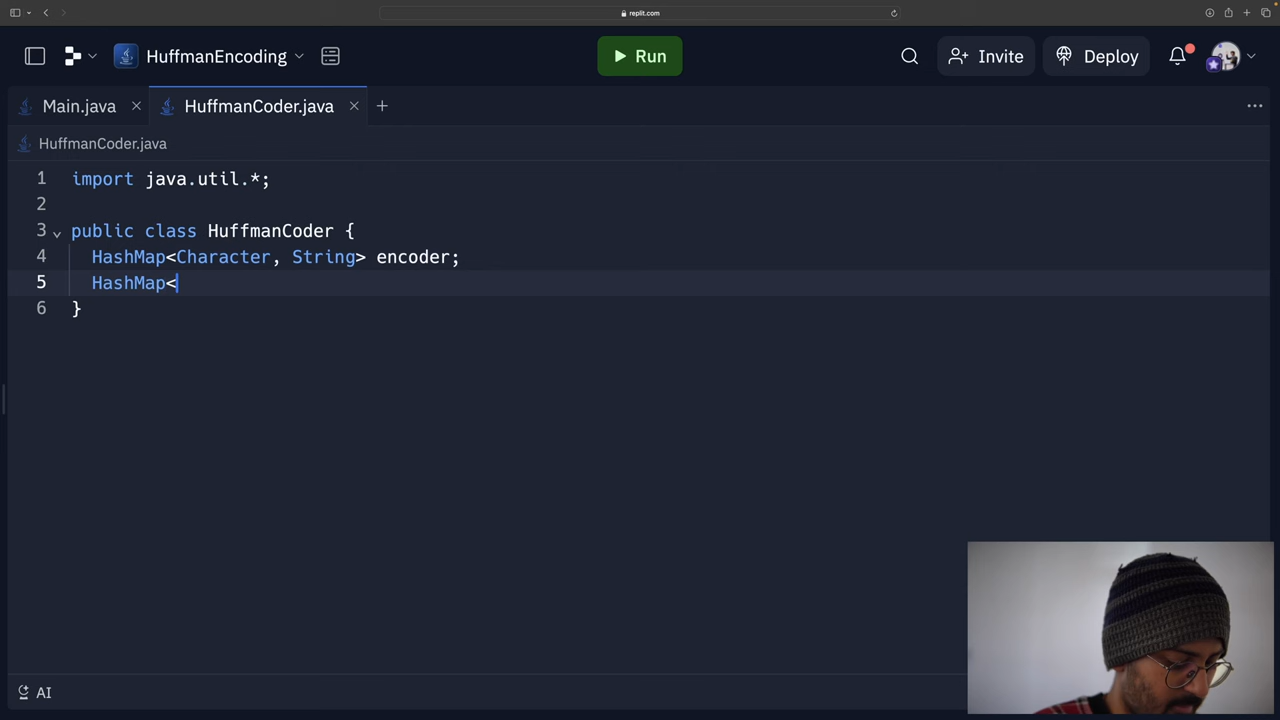 replit.com
HuffmanEncoding
Run
Invite
Deploy
Main.java
HuffmanCoder.java
HuffmanCoder.java
1 import java.util.*;
2
3 public class HuffmanCoder {
4 HashMap<Character, String> encoder;
5 HashMap<
6 }
AI